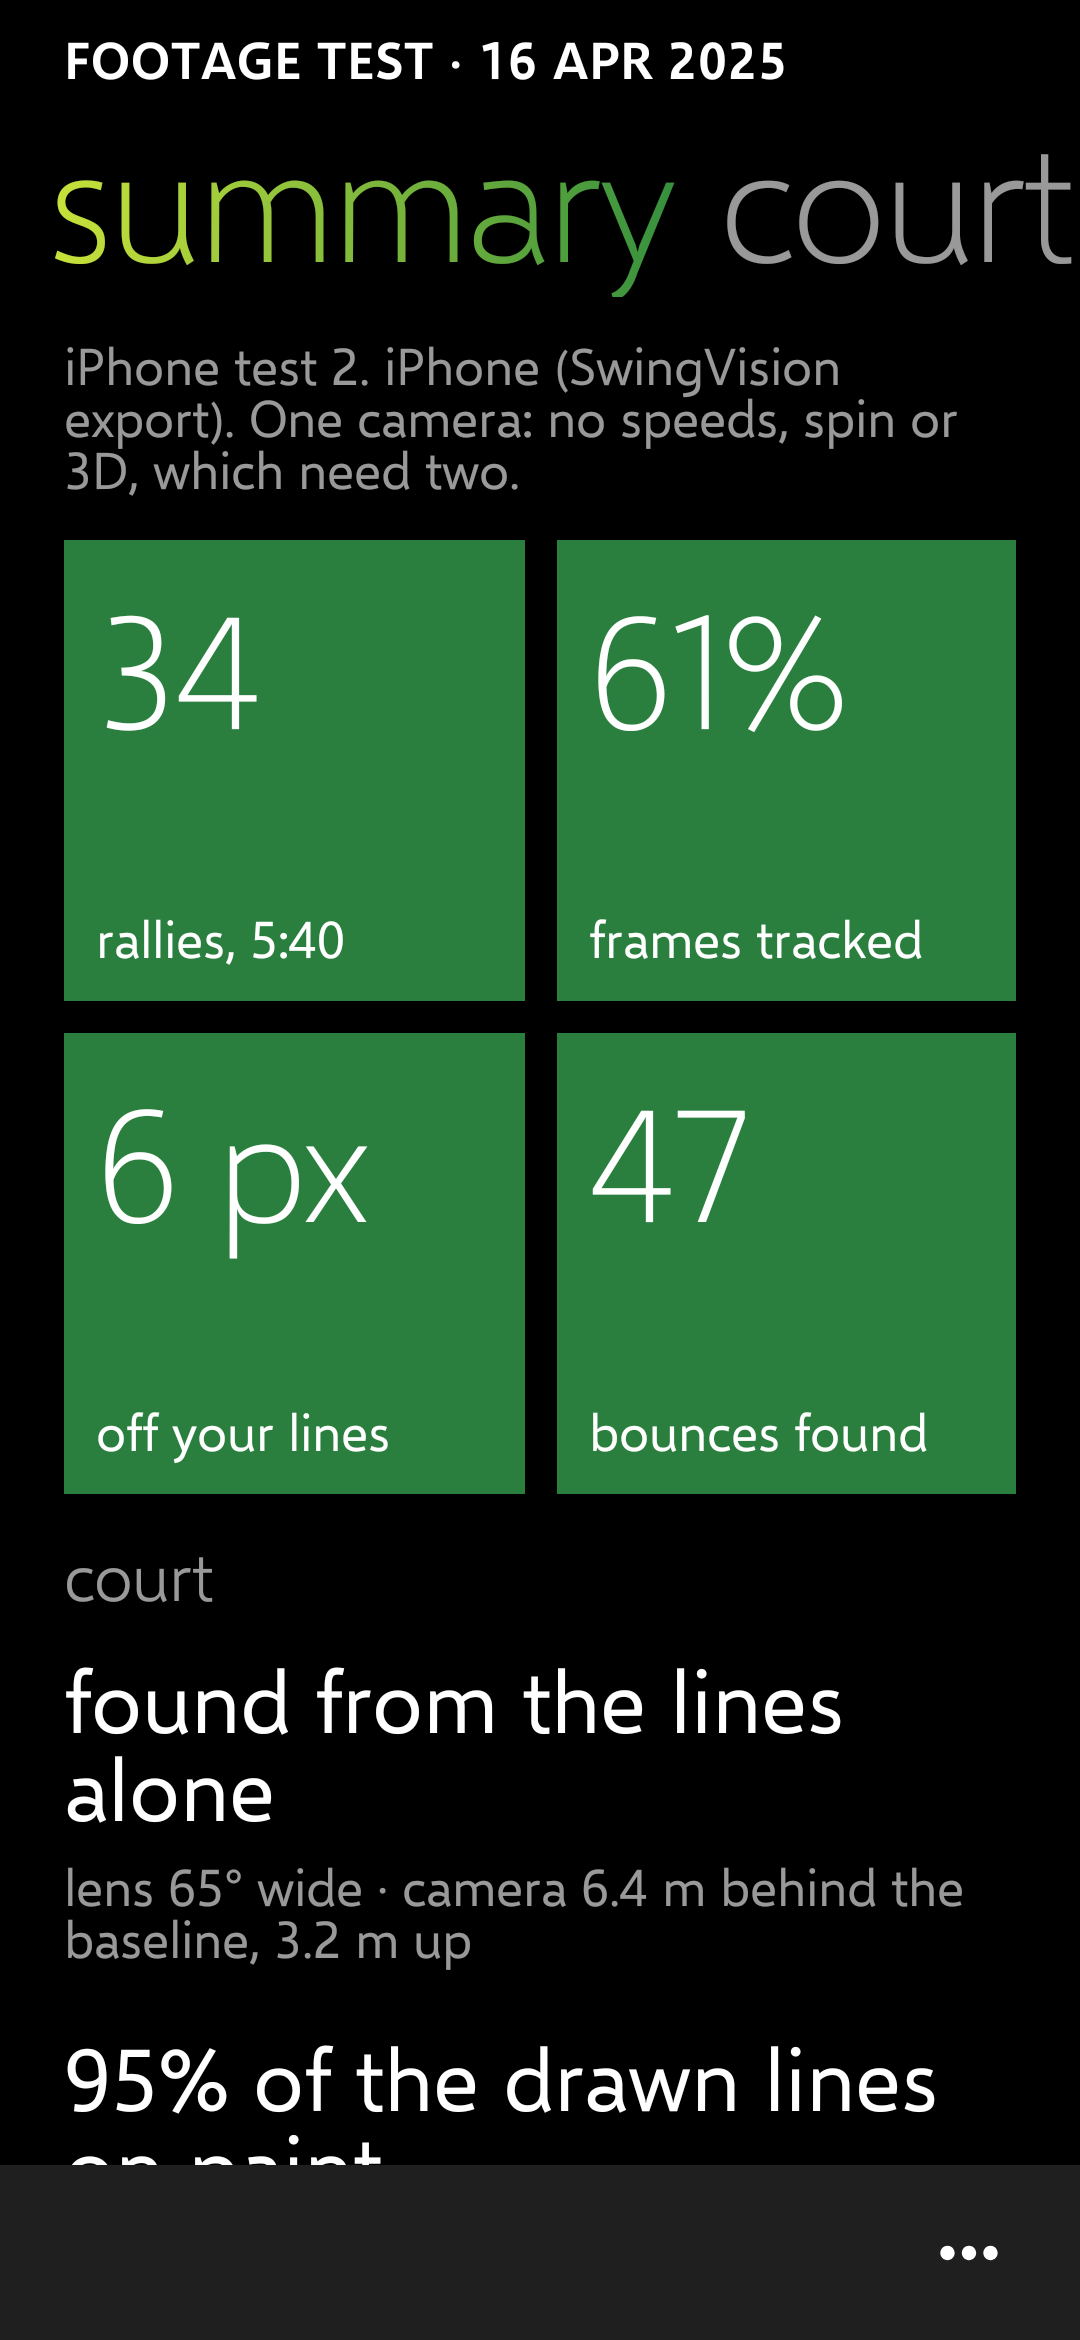 FOOTAGE TEST · 16 APR 2025
summary court
iPhone test 2. iPhone (SwingVision
export). One camera: no speeds, spin or
3D, which need two.
34
rallies, 5:40
61%
frames tracked
6 px
off your lines
47
bounces found
court
found from the lines
alone
lens 65° wide · camera 6.4 m behind the
baseline, 3.2 m up
95% of the drawn lines
on paint